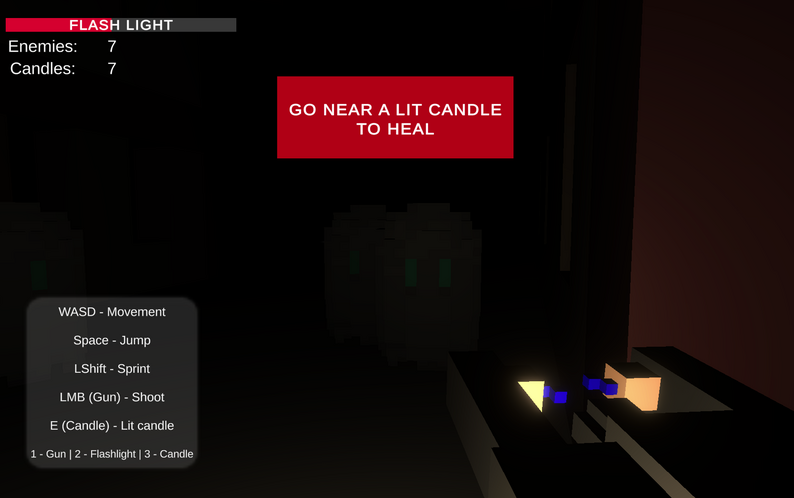 FLASH LIGHT
Enemies: 7
Candles: 7
GO NEAR A LIT CANDLE
TO HEAL
WASD - Movement
Space - Jump
LShift - Sprint
LMB (Gun) - Shoot
E (Candle) - Lit candle
1 - Gun | 2 - Flashlight | 3 - Candle